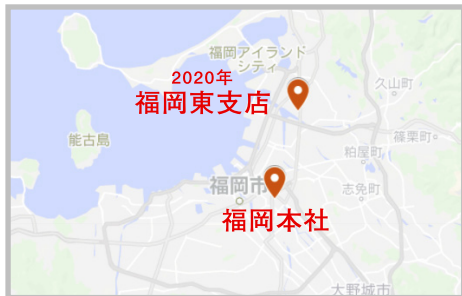 福岡アイランド
シティ
2020年
福岡東支店
久山町
能古島
篠栗町
粕屋町
福岡市
志免町
福岡本社
大野城市